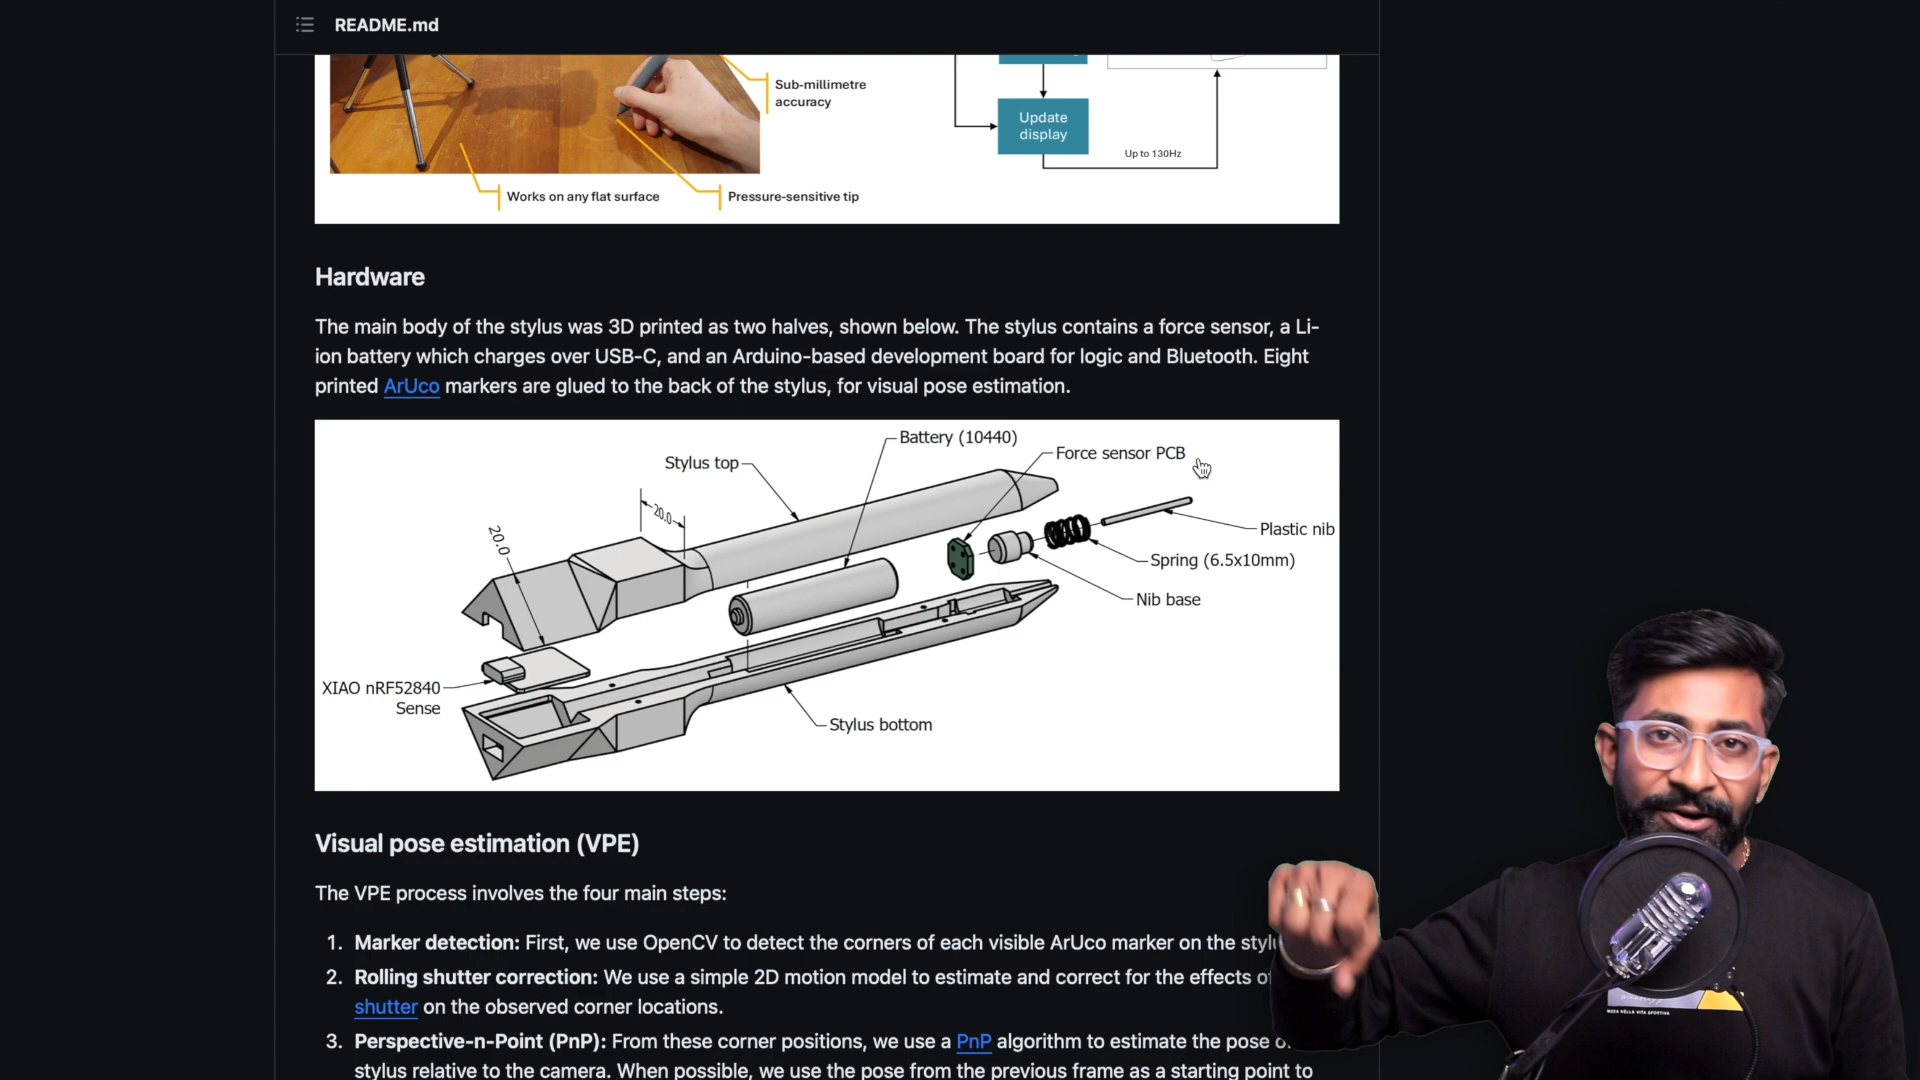 README.md
Sub-millimetre
accuracy
Works on any flat surface
Pressure-sensitive tip
Update
display
Up to 130Hz
Hardware
The main body of the stylus was 3D printed as two halves, shown below. The stylus contains a force sensor, a Li-
ion battery which charges over USB-C, and an Arduino-based development board for logic and Bluetooth. Eight
printed ArUco markers are glued to the back of the stylus, for visual pose estimation.
Battery (10440)
Stylus top
Force sensor PCB
20.0
20.0
Plastic nib
Spring (6.5x10mm)
Nib base
XIAO nRF52840
Sense
Stylus bottom
Visual pose estimation (VPE)
The VPE process involves the four main steps:
1. Marker detection: First, we use OpenCV to detect the corners of each visible ArUco marker on the
2. Rolling shutter correction: We use a simple 2D motion model to estimate and correct for the effects
shutter on the observed corner locations.
3. Perspective-n-Point (PnP): From these corner positions, we use a PnP algorithm to estimate the pose
stylus relative to the camera. When possible, we use the pose from the previous frame as a starting point to